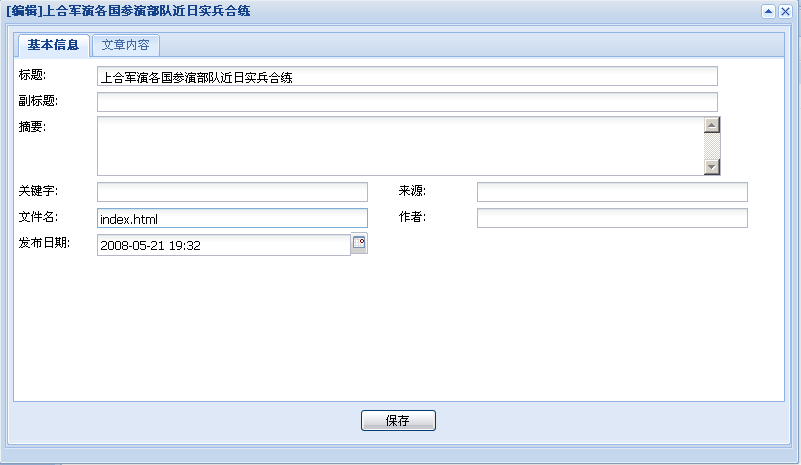 [编辑]上合军演各国参演部队近日实兵合练
基本信息 文章内容
标题: 上合军演各国参演部队近日实兵合练
副标题:
摘要:
关键字: 来源:
文件名: index.html 作者:
发布日期: 2008-05-21 19:32
保存